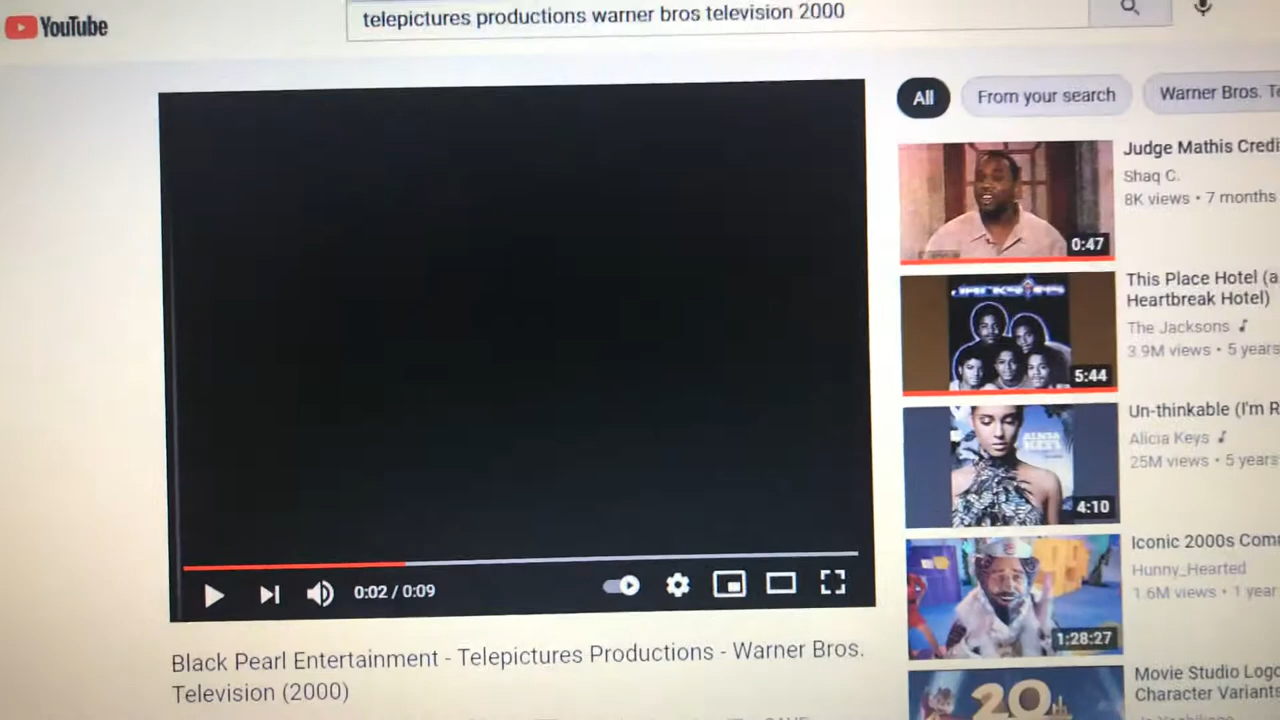 YouTube
telepictures productions warner bros television 2000
All
From your search
Warner Bros. Te
Judge Mathis Credi
Shaq C.
8K views • 7 months
0:47
This Place Hotel (a
Heartbreak Hotel)
The Jacksons
3.9M views • 5 years
JACKSONS
5:44
Un-thinkable (I'm R
Alicia Keys
25M views • 5 years
ALICIA
KEYS
4:10
Iconic 2000s Com
Hunny_Hearted
1.6M views • 1 year
1:28:27
Movie Studio Logo
Character Variants
20
0:02 / 0:09
Black Pearl Entertainment - Telepictures Productions - Warner Bros.
Television (2000)